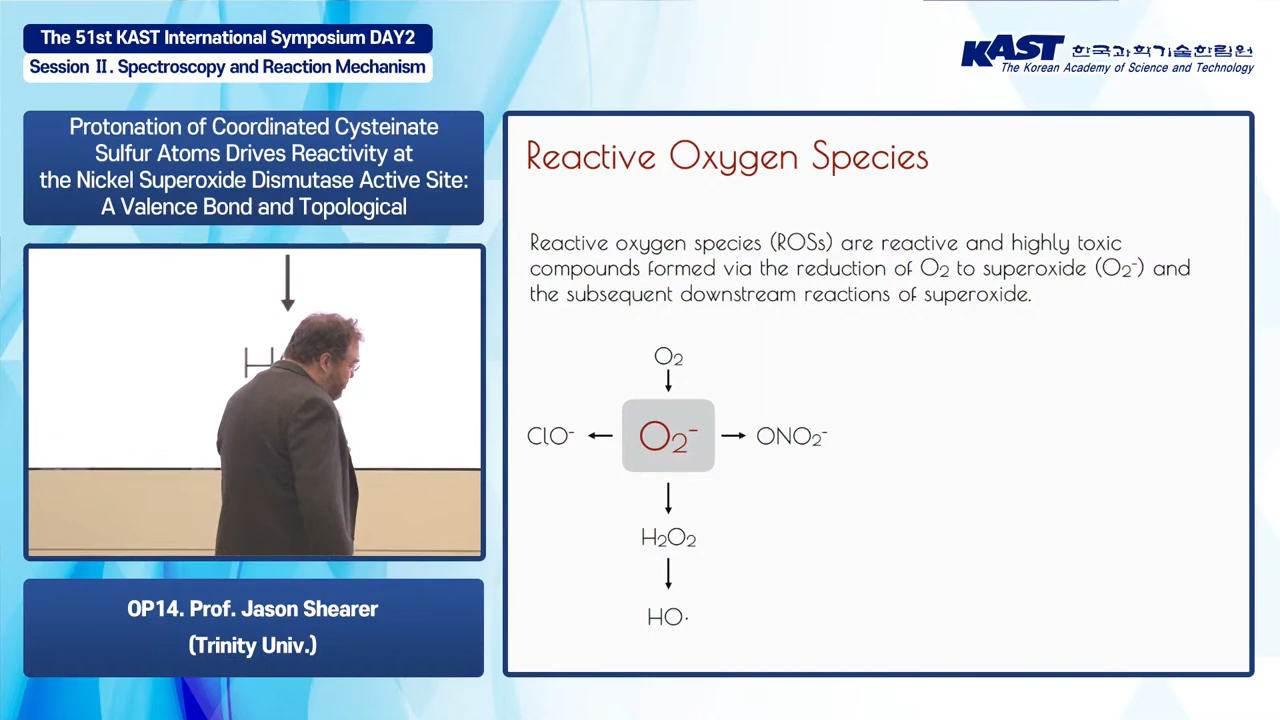 The 51st KAST International Symposium DAY2
Session Ⅱ. Spectroscopy and Reaction Mechanism
KAST 한국과학기술한림원
The Korean Academy of Science and Technology
Protonation of Coordinated Cysteinate
Sulfur Atoms Drives Reactivity at
the Nickel Superoxide Dismutase Active Site:
A Valence Bond and Topological
H
OP14. Prof. Jason Shearer
(Trinity Univ.)
Reactive Oxygen Species
Reactive oxygen species (ROSs) are reactive and highly toxic
compounds formed via the reduction of O₂ to superoxide (O₂⁻) and
the subsequent downstream reactions of superoxide.
O₂
ClO⁻ ← O₂⁻ → ONO₂⁻
H₂O₂
HO·